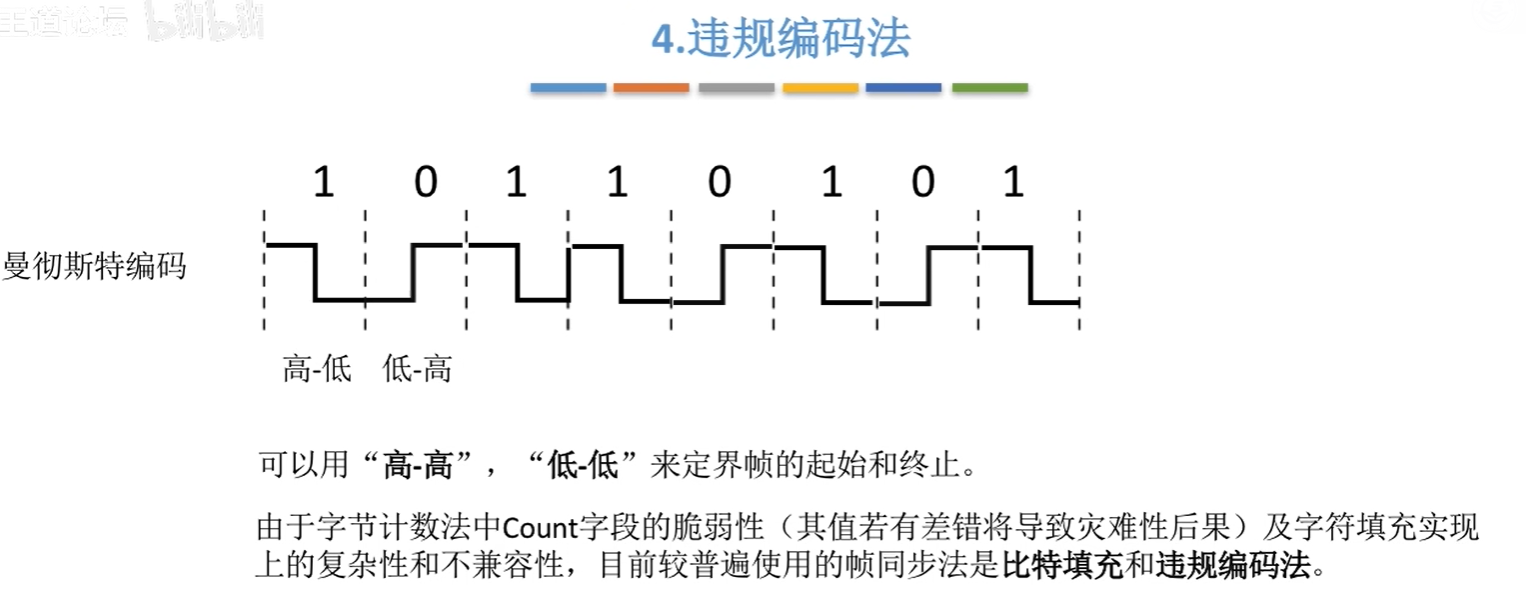 王道论坛 bilibili
4.违规编码法
1 0 1 1 0 1 0 1
曼彻斯特编码
高-低 低-高
可以用“高-高”，“低-低”来定界帧的起始和终止。
由于字节计数法中Count字段的脆弱性（其值若有差错将导致灾难性后果）及字符填充实现
上的复杂性和不兼容性，目前较普遍使用的帧同步法是比特填充和违规编码法。